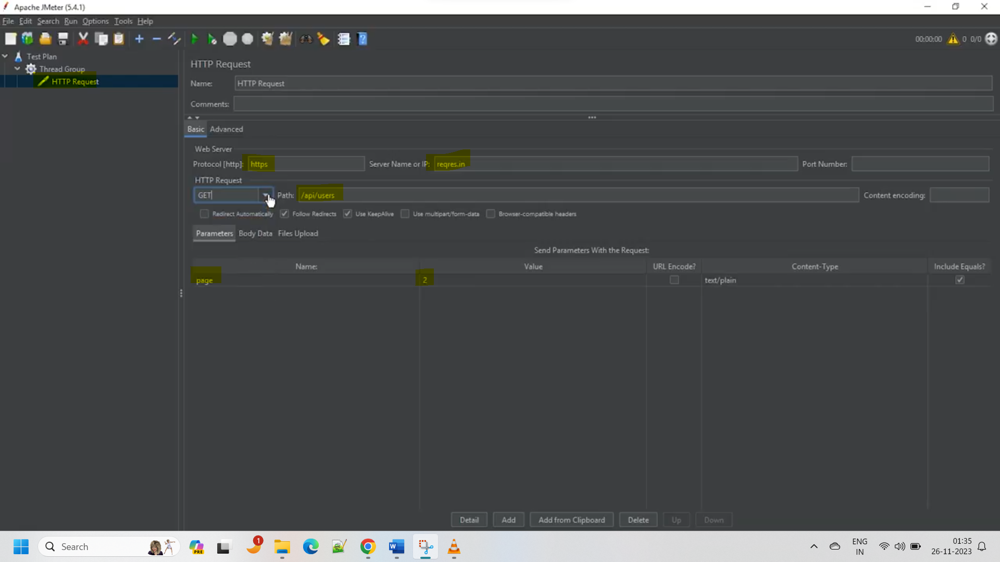 Apache JMeter (5.4.1)
File Edit Search Run Options Tools Help
00:00:00 0 0/0
Test Plan
Thread Group
HTTP Request
HTTP Request
Name: HTTP Request
Comments:
Basic Advanced
Web Server
Protocol [http]: https Server Name or IP: reqres.in Port Number:
HTTP Request
GET Path: /api/users Content encoding:
Redirect Automatically Follow Redirects Use KeepAlive Use multipart/form-data Browser-compatible headers
Parameters Body Data Files Upload
Send Parameters With the Request:
Name: Value URL Encode? Content-Type Include Equals?
page 2 text/plain
Detail Add Add from Clipboard Delete Up Down
Search PRE 1 W ENG IN 01:35
26-11-2023